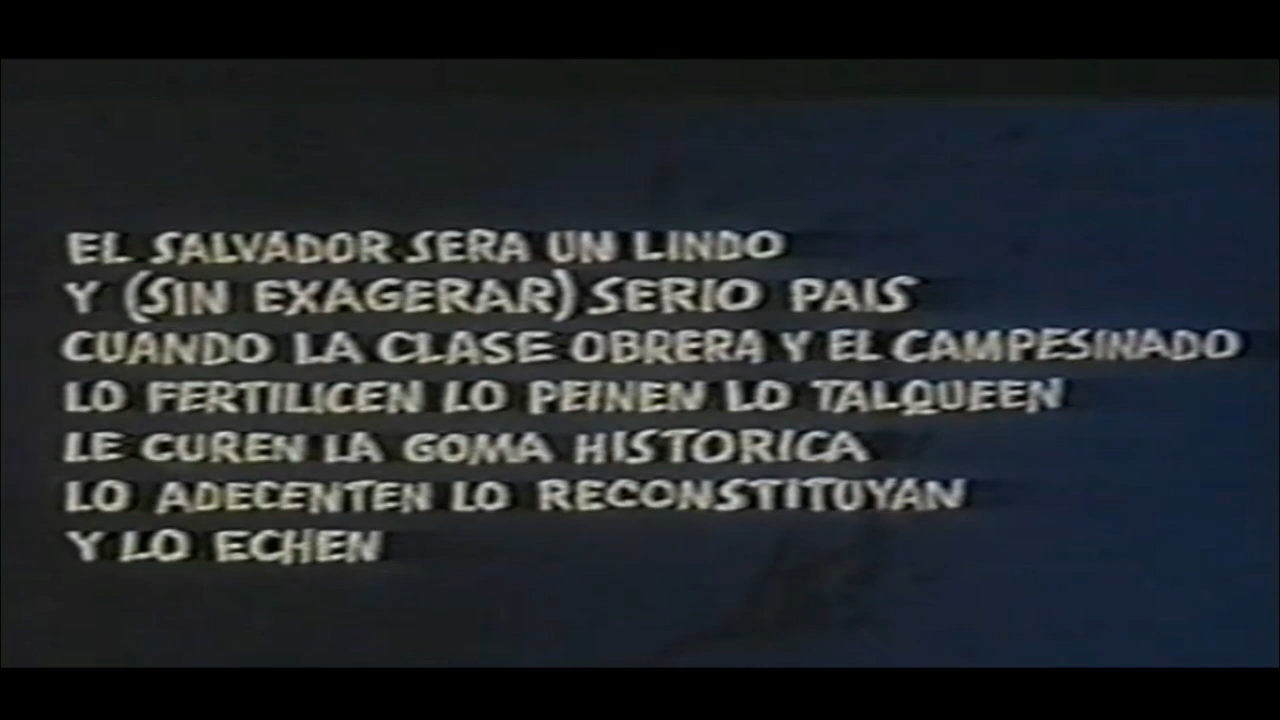 EL SALVADOR SERA UN LINDO
Y (SIN EXAGERAR) SERIO PAIS
CUANDO LA CLASE OBRERA Y EL CAMPESINADO
LO FERTILICEN LO PEINEN LO TALQUEEN
LE CUREN LA GOMA HISTORICA
LO ADECENTEN LO RECONSTITUYAN
Y LO ECHEN